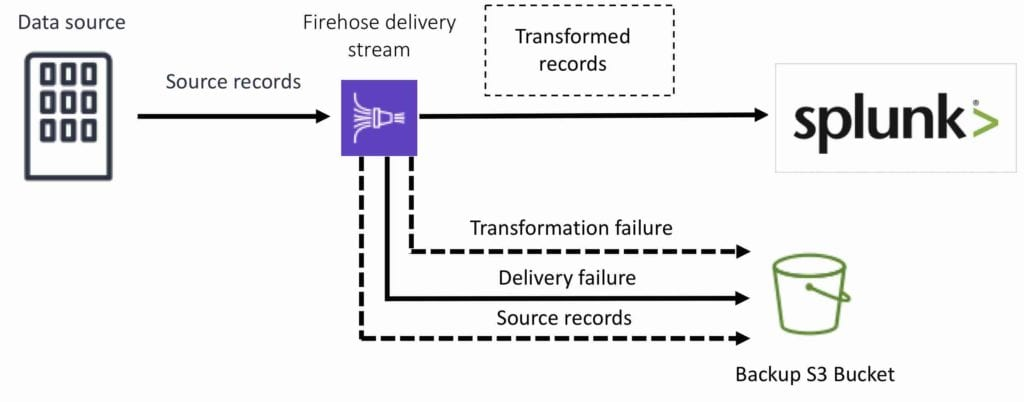 Data source
Firehose delivery
stream
Transformed
records
Source records
splunk>®
Transformation failure
Delivery failure
Source records
Backup S3 Bucket